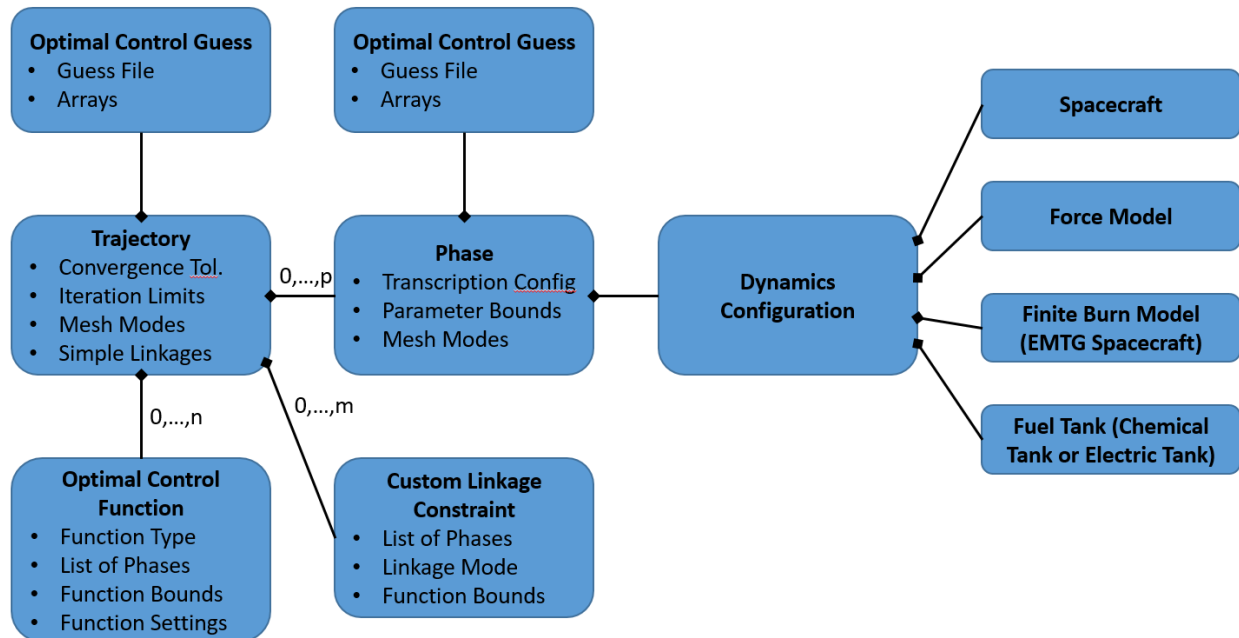 Optimal Control Guess
• Guess File
• Arrays
Optimal Control Guess
• Guess File
• Arrays
Spacecraft
Force Model
Finite Burn Model
(EMTG Spacecraft)
Fuel Tank (Chemical
Tank or Electric Tank)
Trajectory
• Convergence Tol.
• Iteration Limits
• Mesh Modes
• Simple Linkages
0,...,p
Phase
• Transcription Config
• Parameter Bounds
• Mesh Modes
Dynamics
Configuration
0,...,n
0,...,m
Optimal Control
Function
• Function Type
• List of Phases
• Function Bounds
• Function Settings
Custom Linkage
Constraint
• List of Phases
• Linkage Mode
• Function Bounds